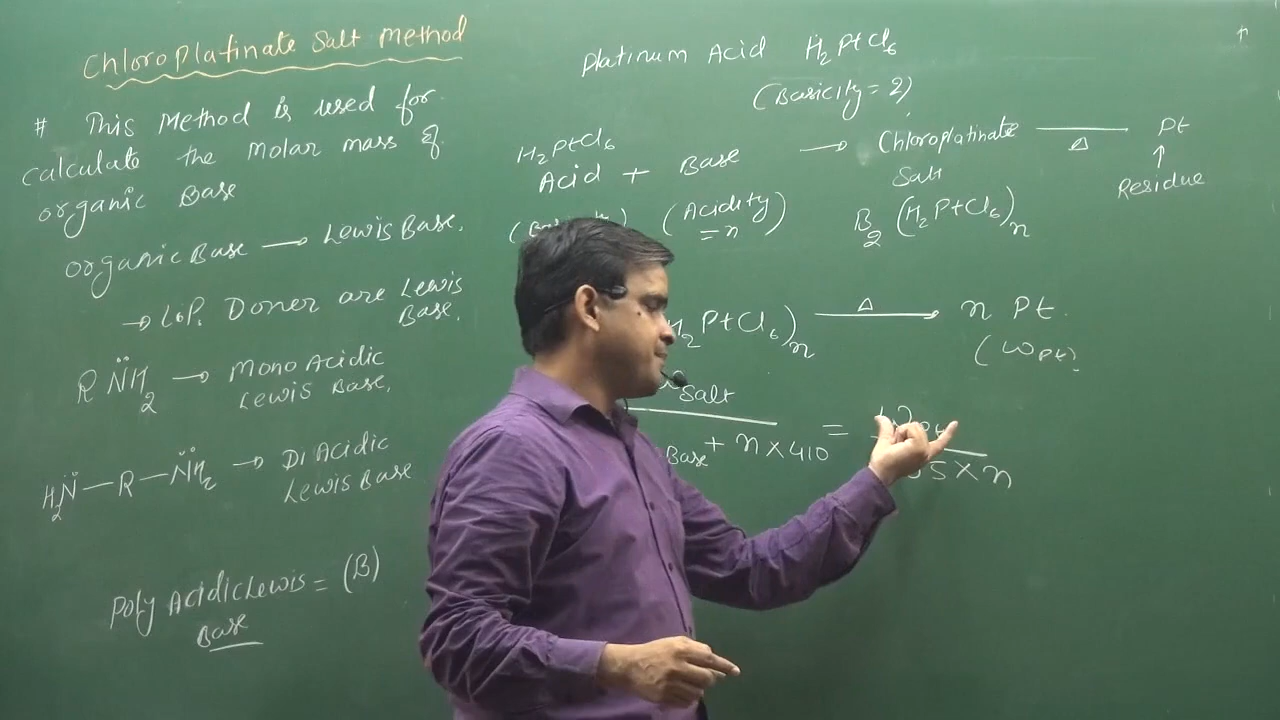 Chloroplatinate Salt Method
# This Method is used for
calculate the Molar mass of
organic Base
organic Base → Lewis Base.
→ l.p. Doner are Lewis
Base.
R N̈H2 → Mono Acidic
Lewis Base.
H2N̈ — R — N̈H2 → Di Acidic
Lewis Base
Poly Acidic Lewis = (B)
Base
Platinum Acid H2PtCl6
(Basicity = 2)
H2PtCl6
Acid + Base → Chloroplatinate Δ Pt
Salt ↑
Residue
(Acidity)
= n
B2 (H2PtCl6)n
H2PtCl6)n Δ → n Pt.
(WPt).
Salt
Base + n×410 =
5×n